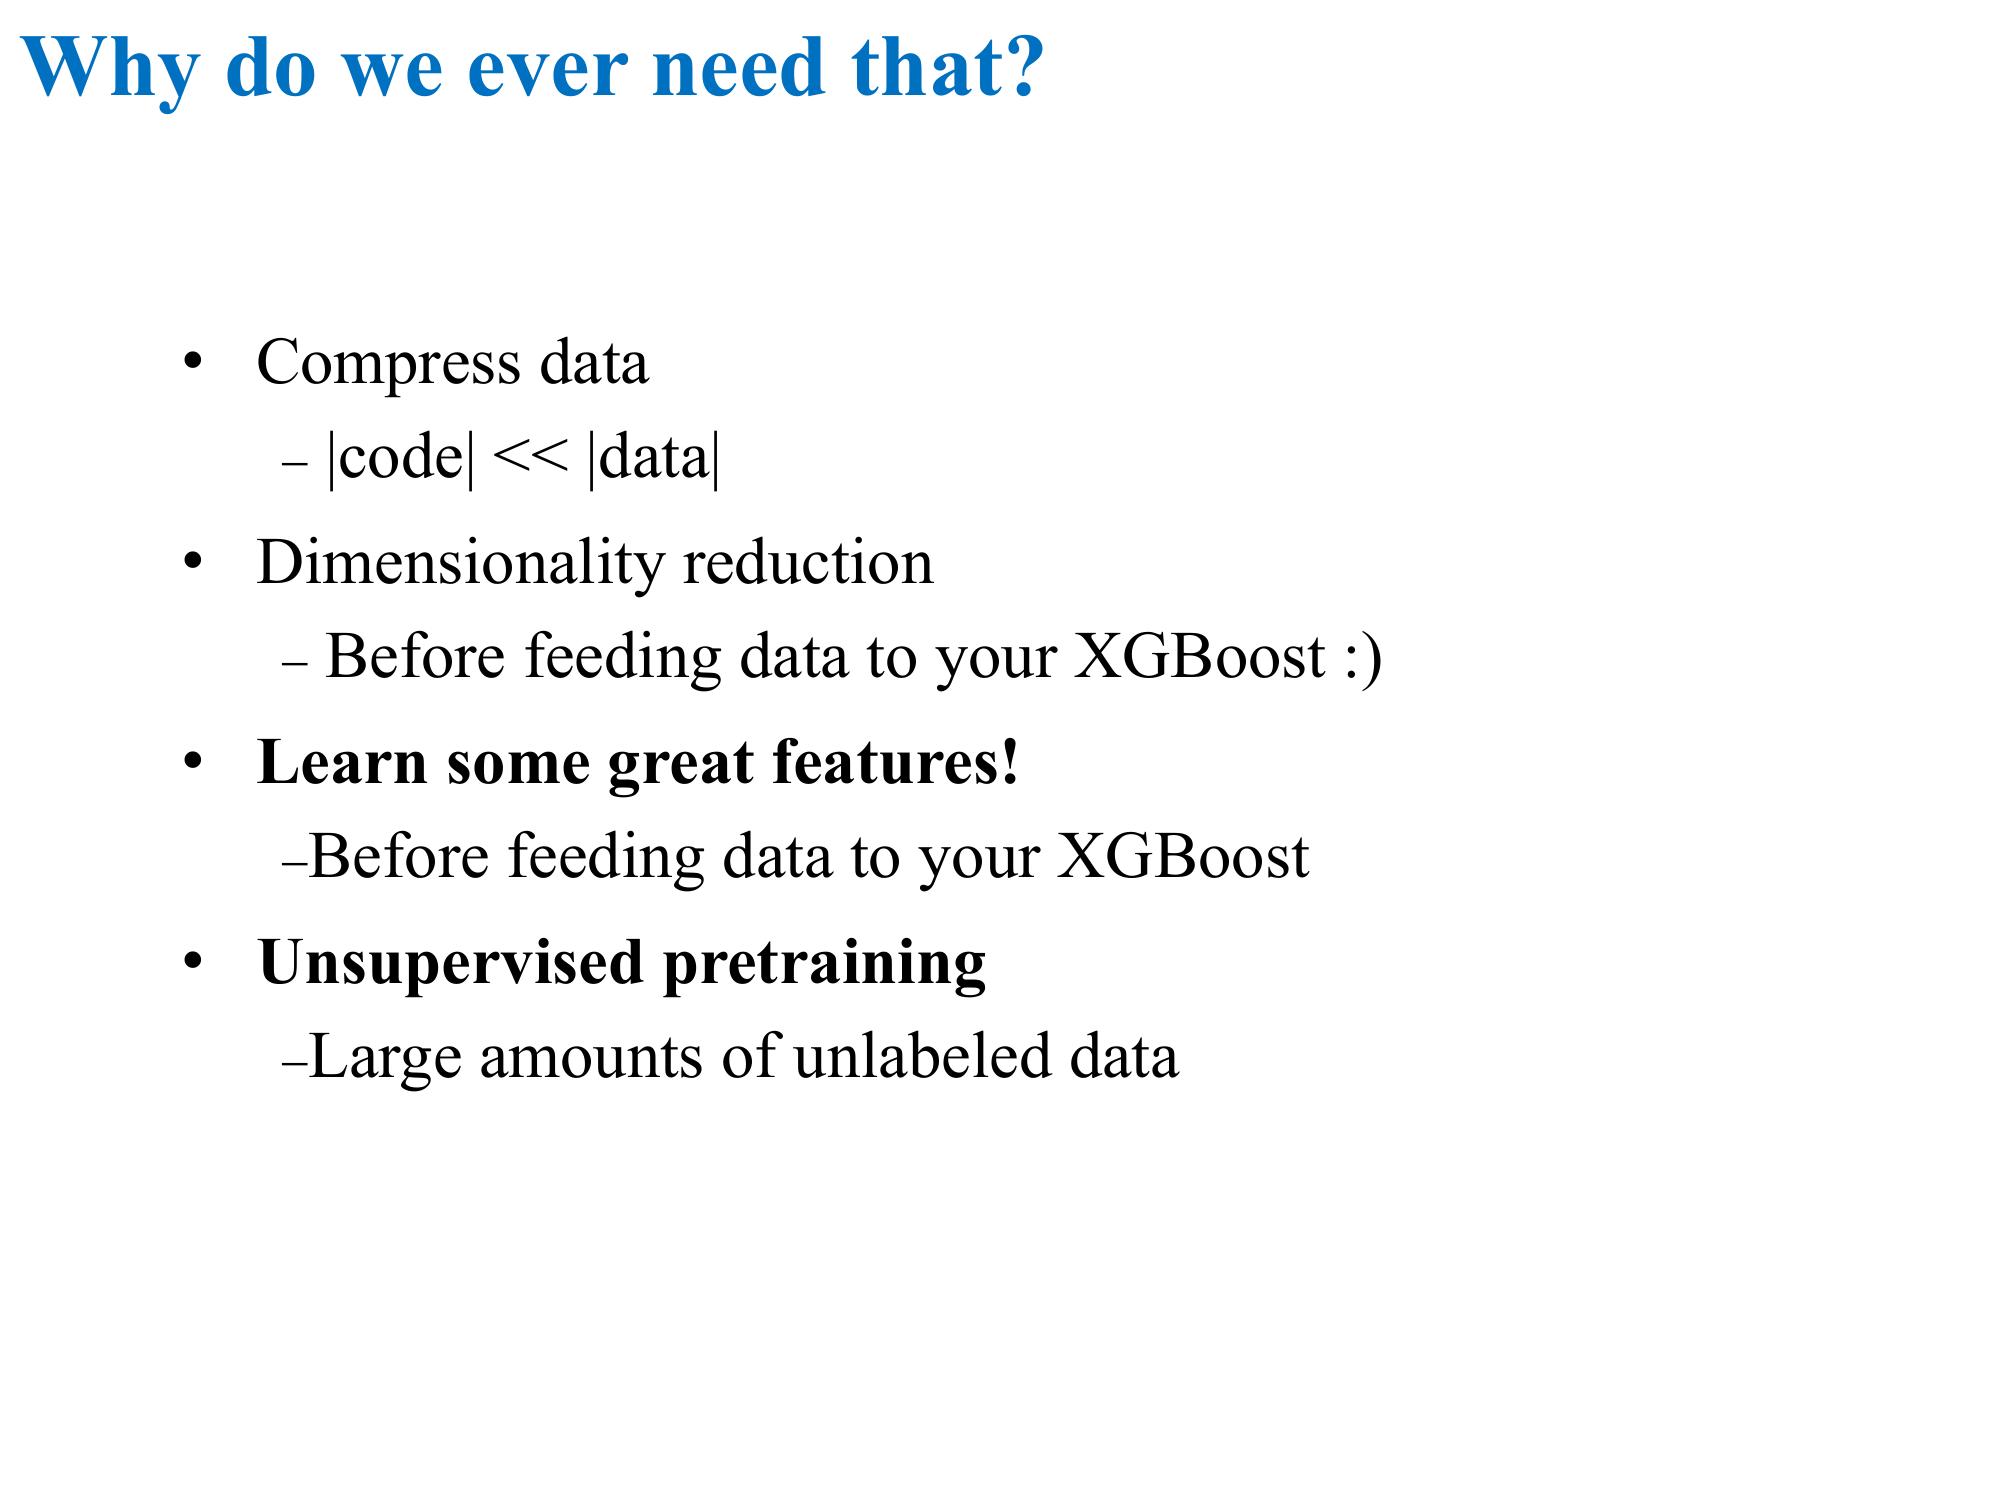 Why do we ever need that?
• Compress data
– |code| << |data|
• Dimensionality reduction
– Before feeding data to your XGBoost :)
• Learn some great features!
–Before feeding data to your XGBoost
• Unsupervised pretraining
–Large amounts of unlabeled data